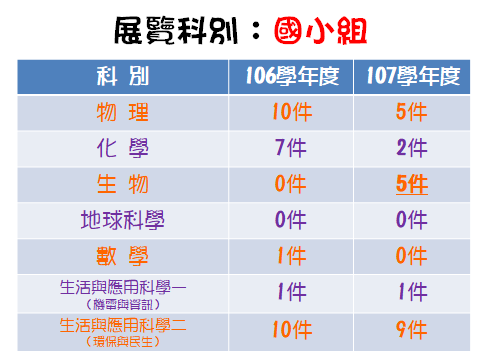 展覽科別：國小組
科 別 106學年度 107學年度
物 理 10件 5件
化 學 7件 2件
生 物 0件 5件
地球科學 0件 0件
數 學 1件 0件
生活與應用科學一 1件 1件
（機電與資訊）
生活與應用科學二 10件 9件
（環保與民生）